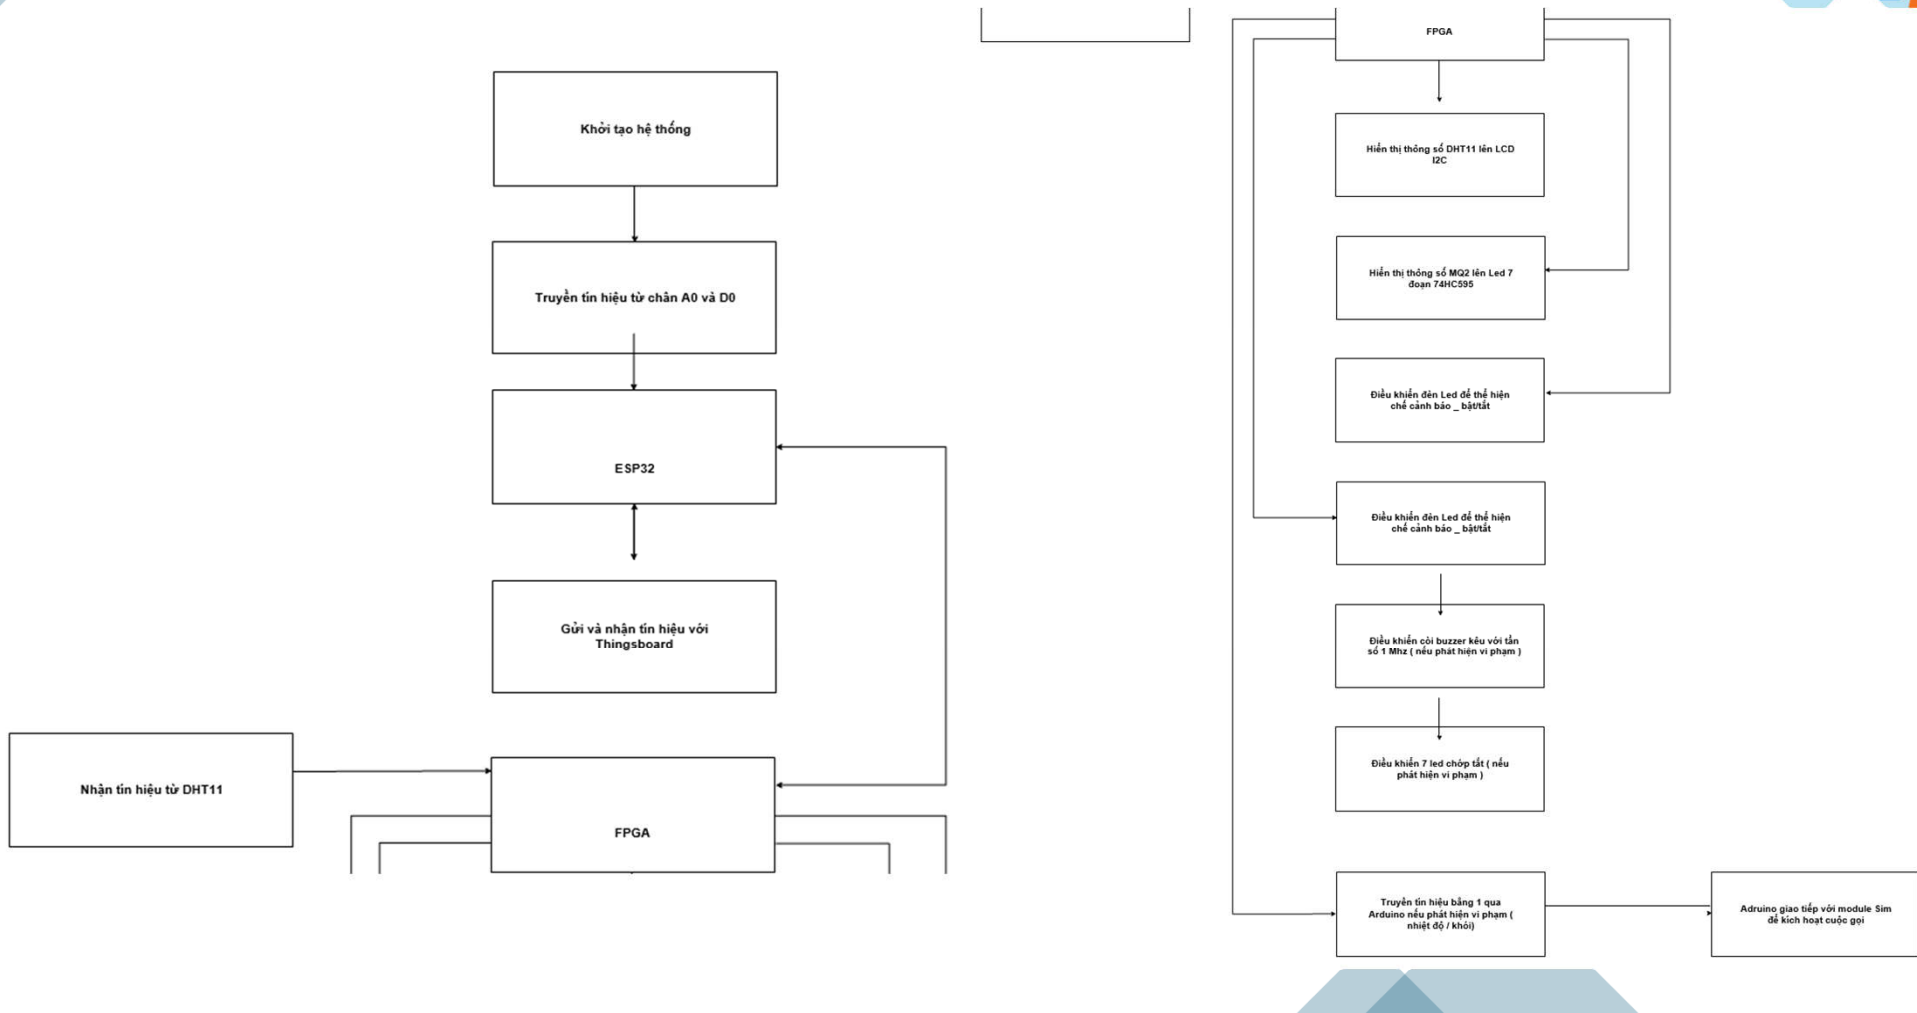 Khởi tạo hệ thống
Truyền tín hiệu từ chân A0 và D0
ESP32
Gửi và nhận tín hiệu với
Thingsboard
Nhận tín hiệu từ DHT11
FPGA
FPGA
Hiển thị thông số DHT11 lên LCD
I2C
Hiển thị thông số MQ2 lên Led 7
đoạn 74HC595
Điều khiển đèn Led để thể hiện
chế cảnh báo _ bật/tắt
Điều khiển đèn Led để thể hiện
chế cảnh báo _ bật/tắt
Điều khiển còi buzzer kêu với tần
số 1 Mhz ( nếu phát hiện vi phạm )
Điều khiển 7 led chớp tắt ( nếu
phát hiện vi phạm )
Truyền tín hiệu bằng 1 qua
Arduino nếu phát hiện vi phạm (
nhiệt độ / khói)
Adruino giao tiếp với module Sim
để kích hoạt cuộc gọi